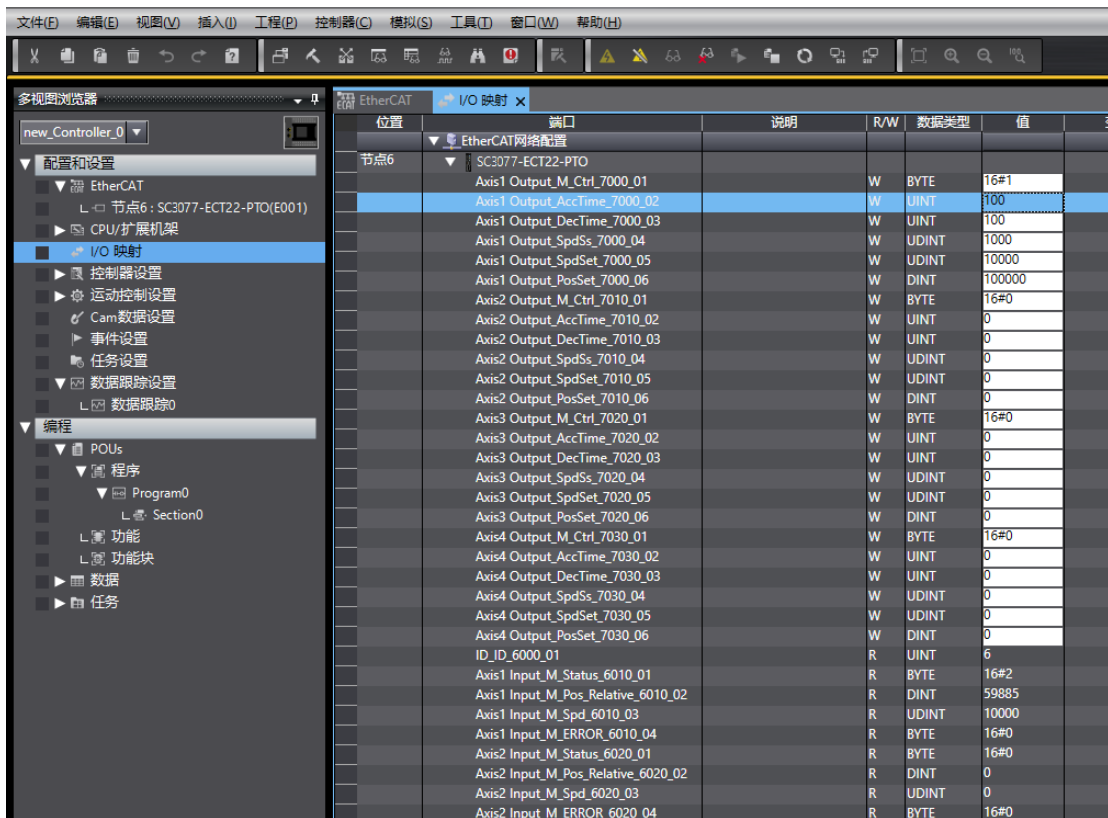 文件(F) 编辑(E) 视图(V) 插入(I) 工程(P) 控制器(C) 模拟(S) 工具(T) 窗口(W) 帮助(H)
多视图浏览器
new_Controller_0
配置和设置
EtherCAT
节点6 : SC3077-ECT22-PTO(E001)
CPU/扩展机架
I/O 映射
控制器设置
运动控制设置
Cam数据设置
事件设置
任务设置
数据跟踪设置
数据跟踪0
编程
POUs
程序
Program0
Section0
功能
功能块
数据
任务
EtherCAT I/O 映射
位置 端口 说明 R/W 数据类型 值
EtherCAT网络配置
节点6 SC3077-ECT22-PTO
Axis1 Output_M_Ctrl_7000_01 W BYTE 16#1
Axis1 Output_AccTime_7000_02 W UINT 100
Axis1 Output_DecTime_7000_03 W UINT 100
Axis1 Output_SpdSs_7000_04 W UDINT 1000
Axis1 Output_SpdSet_7000_05 W UDINT 10000
Axis1 Output_PosSet_7000_06 W DINT 100000
Axis2 Output_M_Ctrl_7010_01 W BYTE 16#0
Axis2 Output_AccTime_7010_02 W UINT 0
Axis2 Output_DecTime_7010_03 W UINT 0
Axis2 Output_SpdSs_7010_04 W UDINT 0
Axis2 Output_SpdSet_7010_05 W UDINT 0
Axis2 Output_PosSet_7010_06 W DINT 0
Axis3 Output_M_Ctrl_7020_01 W BYTE 16#0
Axis3 Output_AccTime_7020_02 W UINT 0
Axis3 Output_DecTime_7020_03 W UINT 0
Axis3 Output_SpdSs_7020_04 W UDINT 0
Axis3 Output_SpdSet_7020_05 W UDINT 0
Axis3 Output_PosSet_7020_06 W DINT 0
Axis4 Output_M_Ctrl_7030_01 W BYTE 16#0
Axis4 Output_AccTime_7030_02 W UINT 0
Axis4 Output_DecTime_7030_03 W UINT 0
Axis4 Output_SpdSs_7030_04 W UDINT 0
Axis4 Output_SpdSet_7030_05 W UDINT 0
Axis4 Output_PosSet_7030_06 W DINT 0
ID_ID_6000_01 R UINT 6
Axis1 Input_M_Status_6010_01 R BYTE 16#2
Axis1 Input_M_Pos_Relative_6010_02 R DINT 59885
Axis1 Input_M_Spd_6010_03 R UDINT 10000
Axis1 Input_M_ERROR_6010_04 R BYTE 16#0
Axis2 Input_M_Status_6020_01 R BYTE 16#0
Axis2 Input_M_Pos_Relative_6020_02 R DINT 0
Axis2 Input_M_Spd_6020_03 R UDINT 0
Axis2 Input_M_ERROR_6020_04 R BYTE 16#0